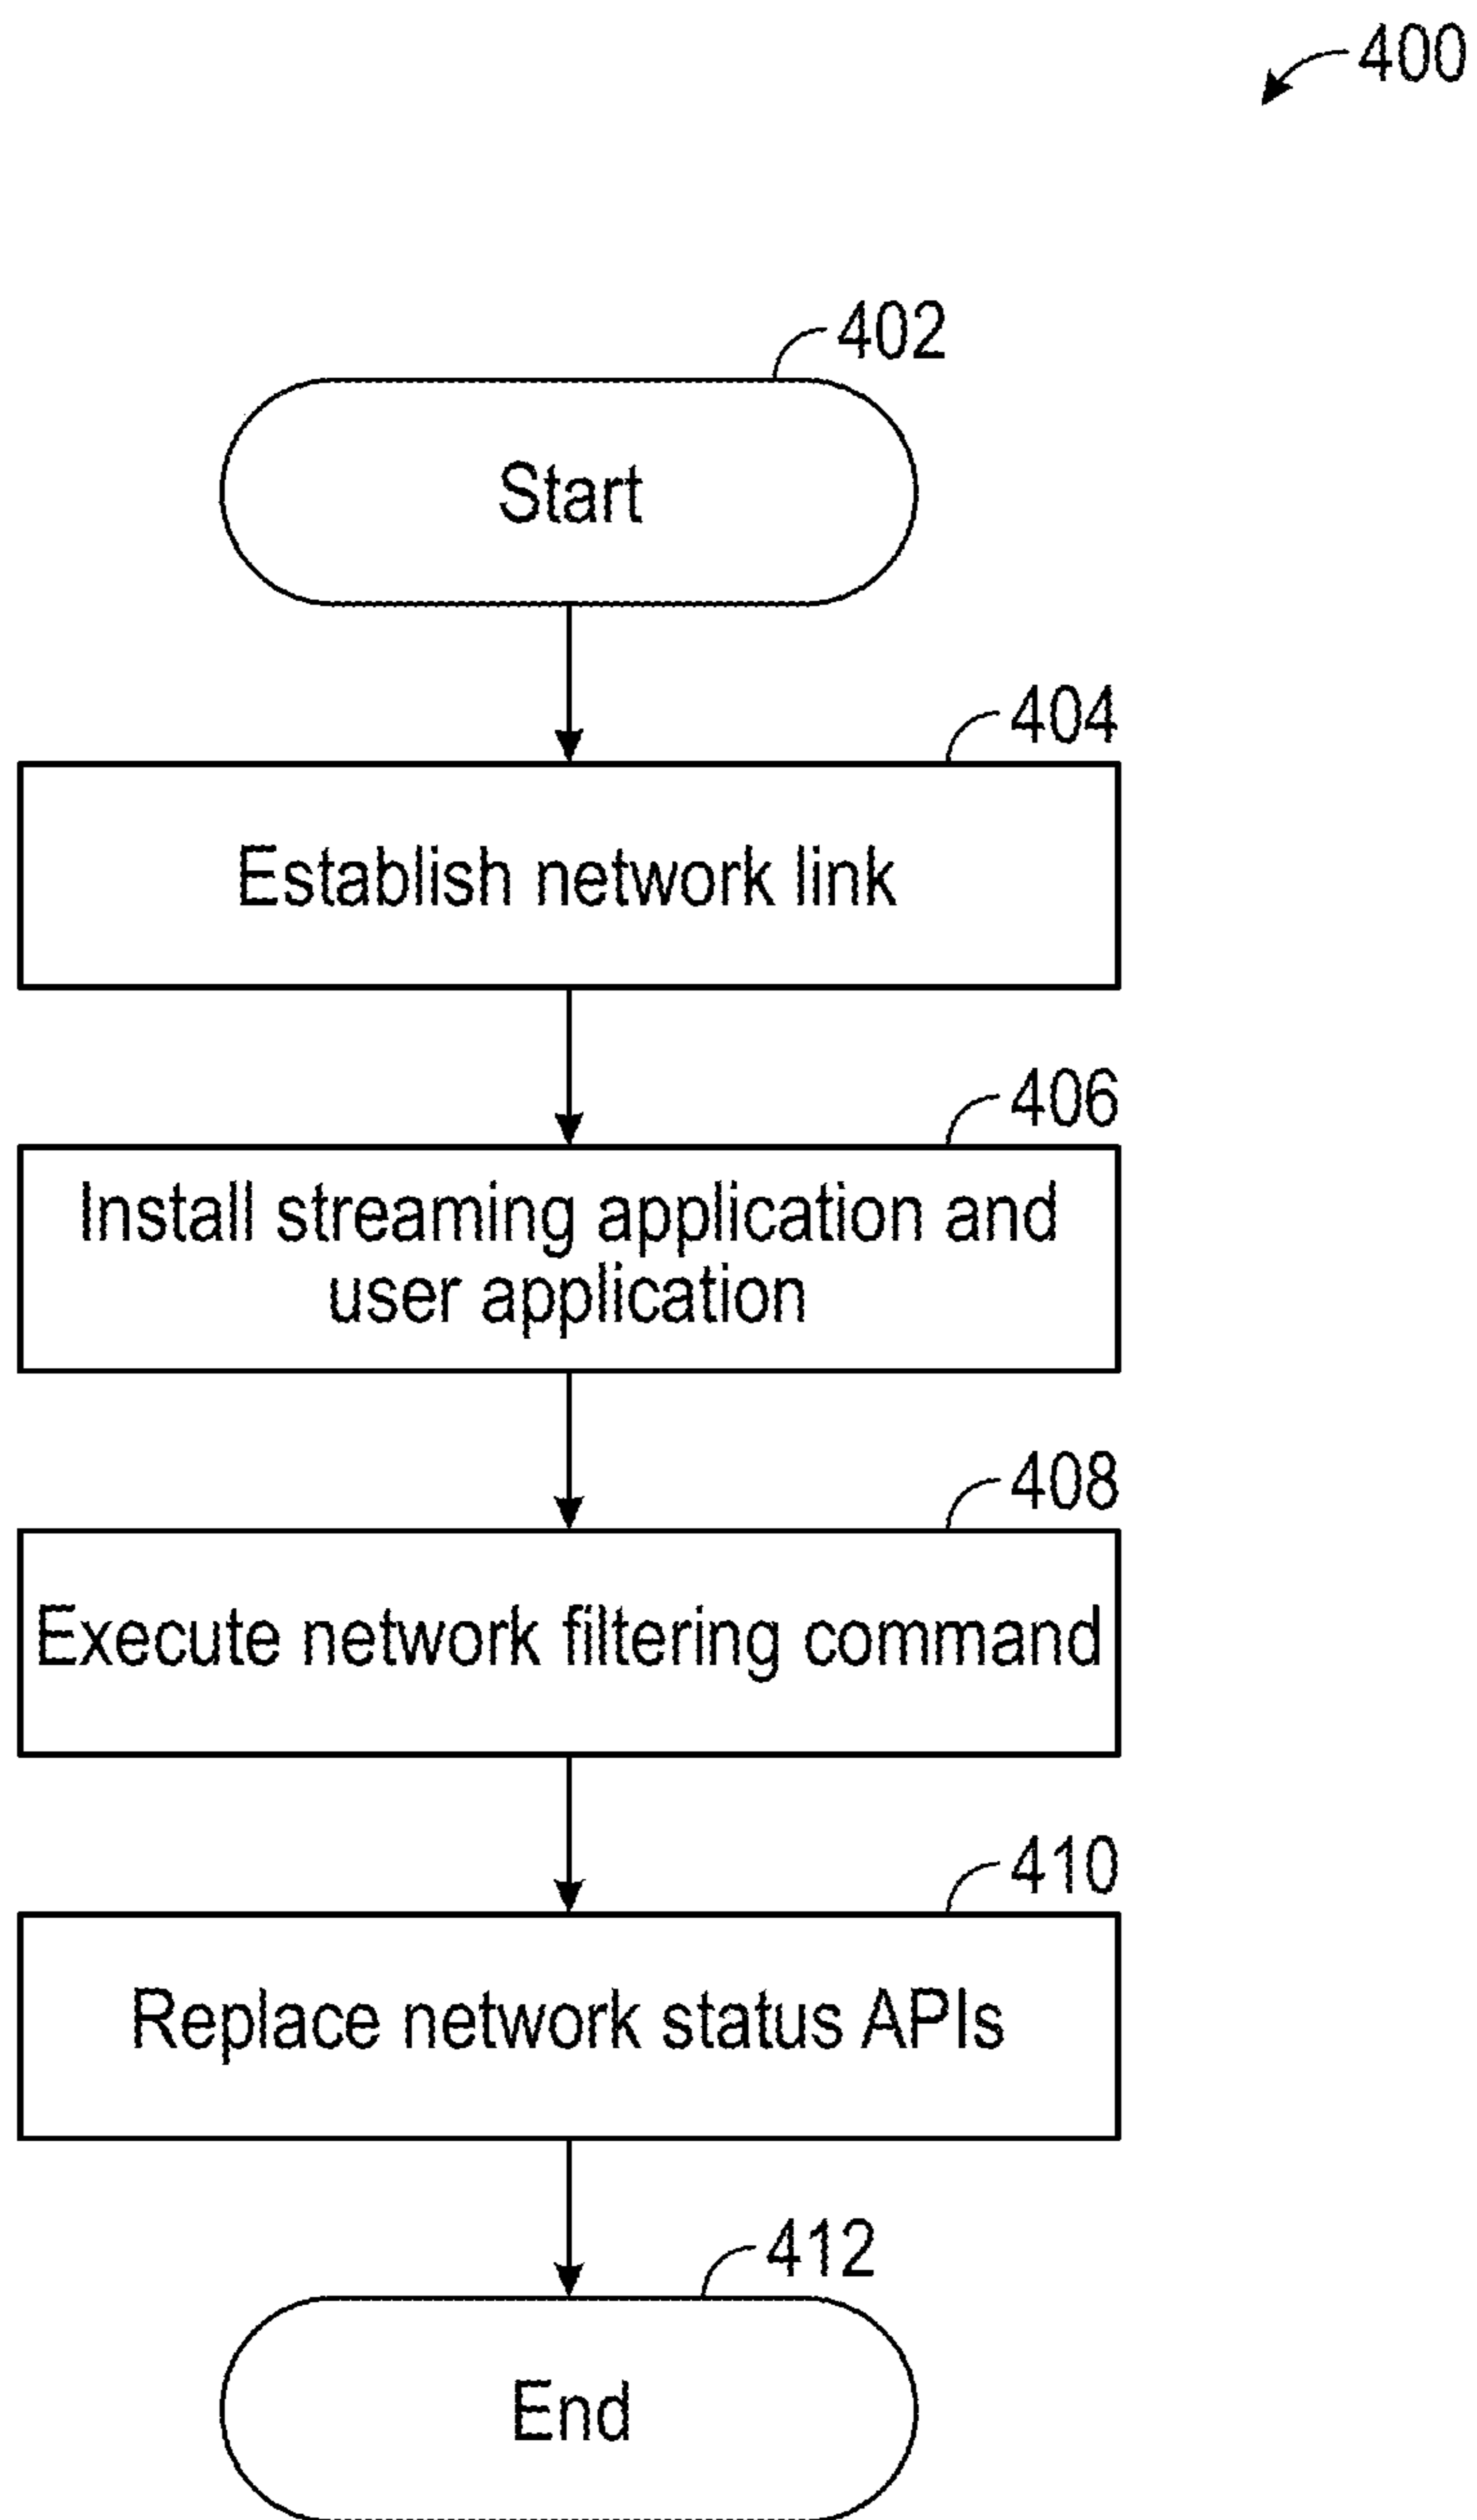 400
402
Start
404
Establish network link
406
Install streaming application and
user application
408
Execute network filtering command
410
Replace network status APIs
412
End